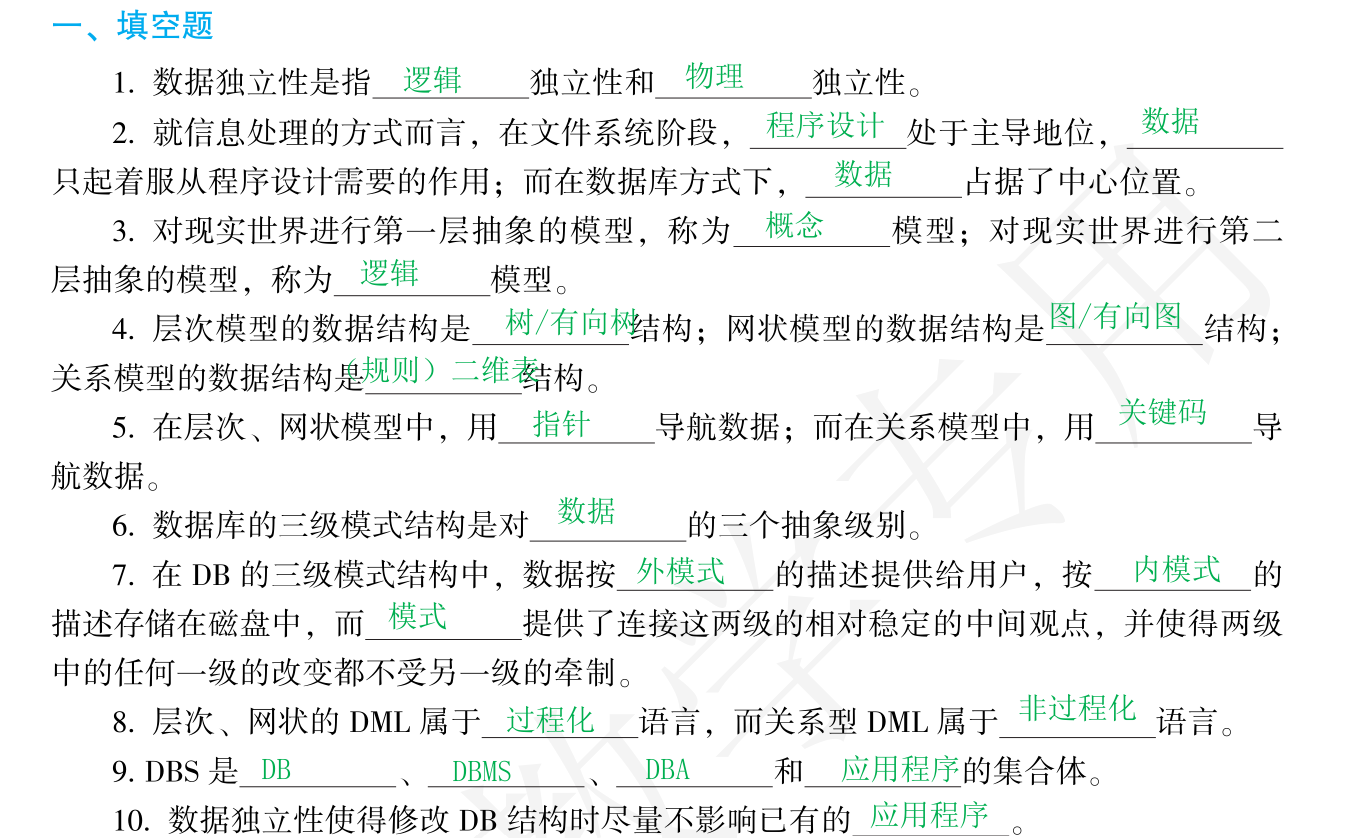 一、填空题
1. 数据独立性是指 逻辑 独立性和 物理 独立性。
2. 就信息处理的方式而言，在文件系统阶段， 程序设计 处于主导地位， 数据
只起着服从程序设计需要的作用；而在数据库方式下， 数据 占据了中心位置。
3. 对现实世界进行第一层抽象的模型，称为 概念 模型；对现实世界进行第二
层抽象的模型，称为 逻辑 模型。
4. 层次模型的数据结构是 树/有向树 结构；网状模型的数据结构是 图/有向图 结构；
关系模型的数据结构是 （规则）二维表 结构。
5. 在层次、网状模型中，用 指针 导航数据；而在关系模型中，用 关键码 导
航数据。
6. 数据库的三级模式结构是对 数据 的三个抽象级别。
7. 在 DB 的三级模式结构中，数据按 外模式 的描述提供给用户，按 内模式 的
描述存储在磁盘中，而 模式 提供了连接这两级的相对稳定的中间观点，并使得两级
中的任何一级的改变都不受另一级的牵制。
8. 层次、网状的 DML 属于 过程化 语言，而关系型 DML 属于 非过程化 语言。
9. DBS 是 DB 、 DBMS 、 DBA 和 应用程序 的集合体。
10. 数据独立性使得修改 DB 结构时尽量不影响已有的 应用程序 。